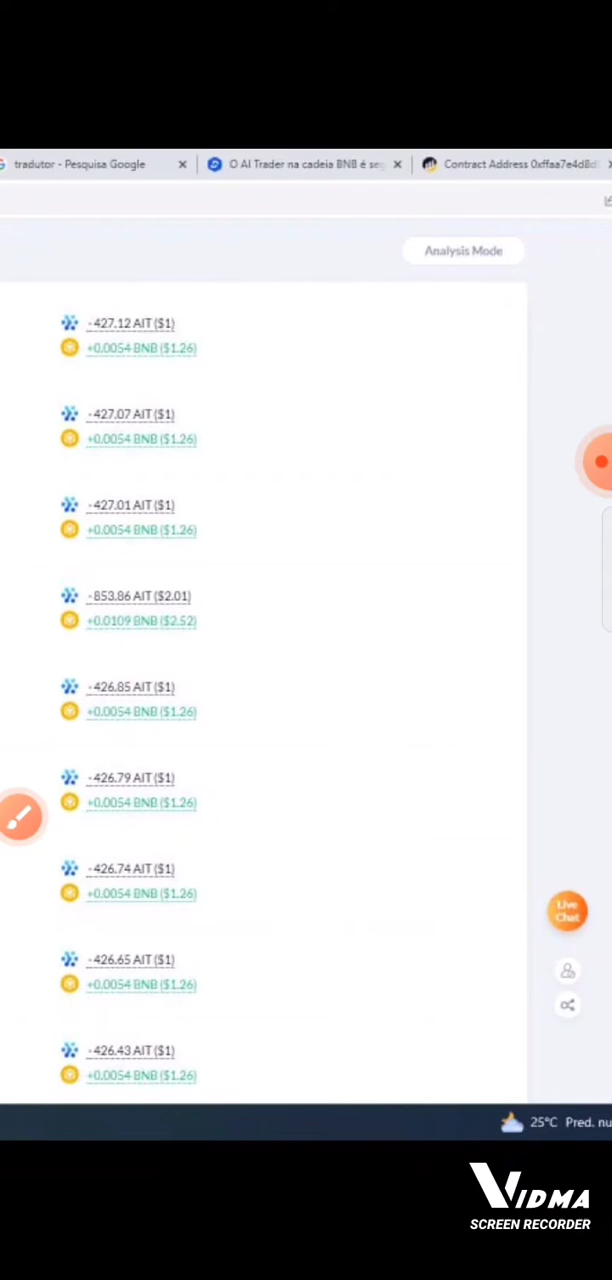 tradutor - Pesquisa Google
O AI Trader na cadeia BNB é se
Contract Address 0xffaa7e4d8d
Analysis Mode
-427.12 AIT ($1)
+0.0054 BNB ($1.26)
-427.07 AIT ($1)
+0.0054 BNB ($1.26)
-427.01 AIT ($1)
+0.0054 BNB ($1.26)
-853.86 AIT ($2.01)
+0.0109 BNB ($2.52)
-426.85 AIT ($1)
+0.0054 BNB ($1.26)
-426.79 AIT ($1)
+0.0054 BNB ($1.26)
-426.74 AIT ($1)
+0.0054 BNB ($1.26)
Live
Chat
-426.65 AIT ($1)
+0.0054 BNB ($1.26)
-426.43 AIT ($1)
+0.0054 BNB ($1.26)
25°C Pred. nu
VIDMA
SCREEN RECORDER